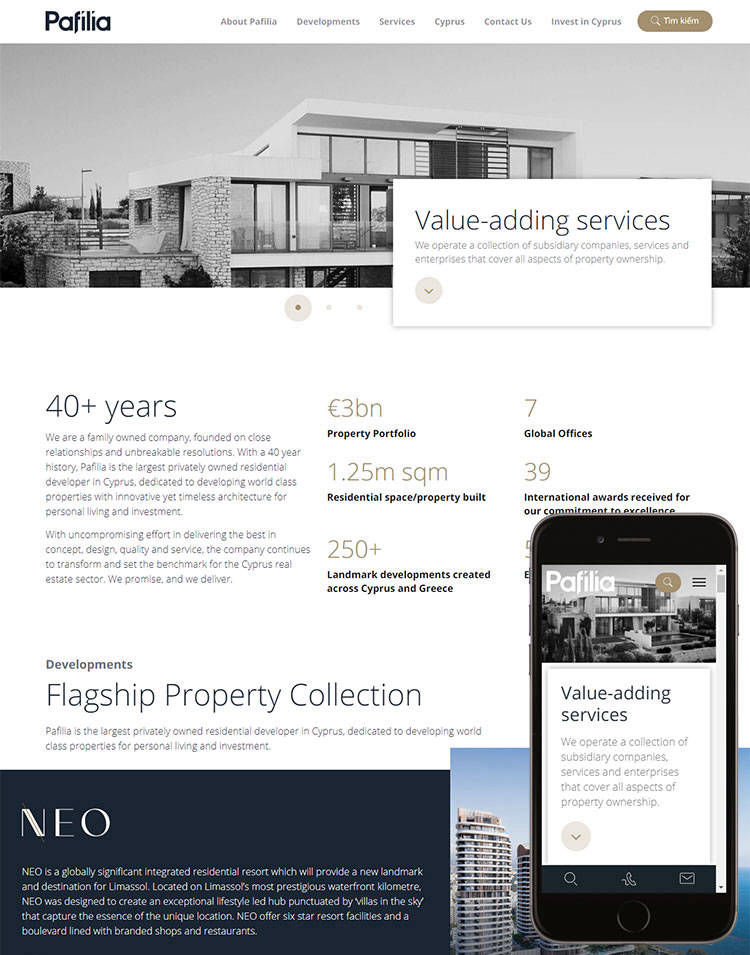 Pafilia
About Pafilia
Developments
Services
Cyprus
Contact Us
Invest in Cyprus
Tìm kiếm
Value-adding services
We operate a collection of subsidiary companies, services and
enterprises that cover all aspects of property ownership.
40+ years
We are a family owned company, founded on close
relationships and unbreakable resolutions. With a 40 year
history, Pafilia is the largest privately owned residential
developer in Cyprus, dedicated to developing world class
properties with innovative yet timeless architecture for
personal living and investment.
With uncompromising effort in delivering the best in
concept, design, quality and service, the company continues
to transform and set the benchmark for the Cyprus real
estate sector. We promise, and we deliver.
€3bn
Property Portfolio
7
Global Offices
1.25m sqm
Residential space/property built
39
International awards received for
our commitment to excellence
250+
Landmark developments created
across Cyprus and Greece
Developments
Flagship Property Collection
Pafilia is the largest privately owned residential developer in Cyprus, dedicated to developing world
class properties for personal living and investment.
NEO
NEO is a globally significant integrated residential resort which will provide a new landmark
and destination for Limassol. Located on Limassol's most prestigious waterfront kilometre,
NEO was designed to create an exceptional lifestyle led hub punctuated by 'villas in the sky'
that capture the essence of the unique location. NEO offer six star resort facilities and a
boulevard lined with branded shops and restaurants.
Pafilia
Value-adding
services
We operate a collection of
subsidiary companies,
services and enterprises
that cover all aspects of
property ownership.